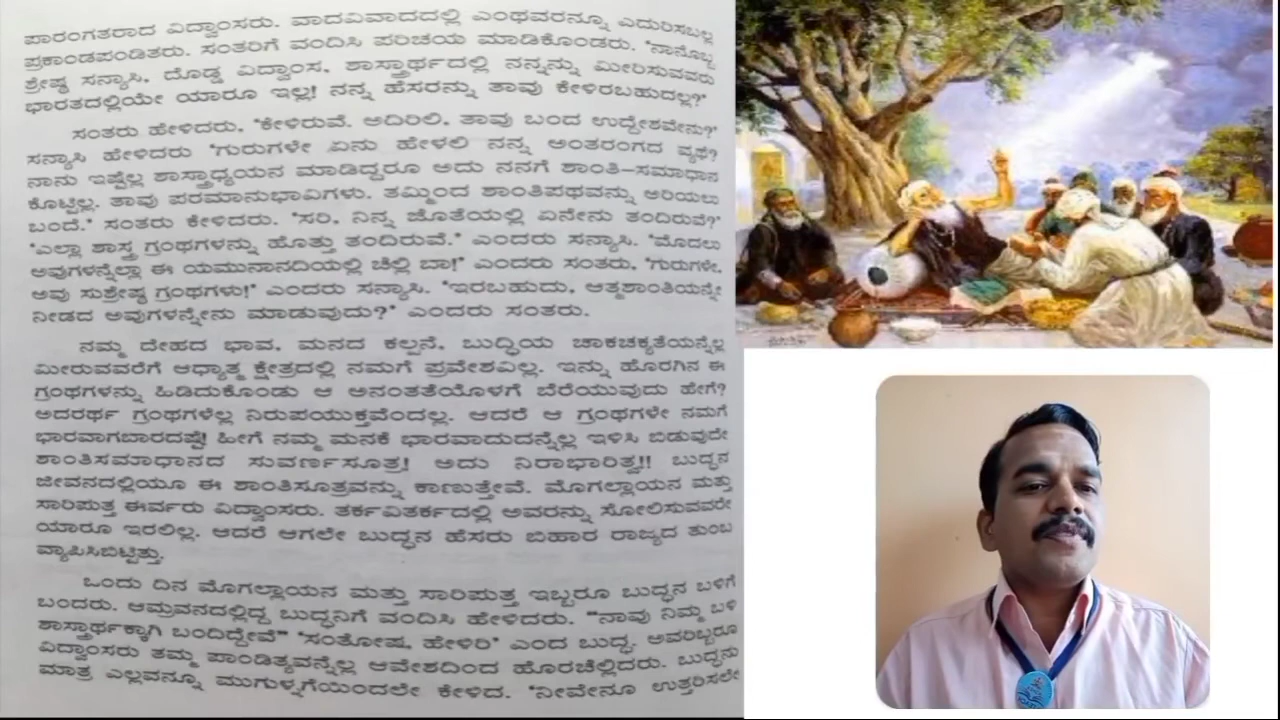 ಪಾರಂಗತರಾದ ವಿದ್ವಾಂಸರು. ವಾದವಿವಾದದಲ್ಲಿ ಎಂಥವರನ್ನೂ ಎದುರಿಸಬಲ್ಲ
ಪ್ರಕಾಂಡಪಂಡಿತರು. ಸಂತರಿಗೆ ವಂದಿಸಿ ಪರಿಚಯ ಮಾಡಿಕೊಂಡರು. 'ನಾನೊಬ್ಬ
ಶ್ರೇಷ್ಠ ಸನ್ಯಾಸಿ, ದೊಡ್ಡ ವಿದ್ವಾಂಸ, ಶಾಸ್ತ್ರಾರ್ಥದಲ್ಲಿ ನನ್ನನ್ನು ಮೀರಿಸುವವರು
ಭಾರತದಲ್ಲಿಯೇ ಯಾರೂ ಇಲ್ಲ! ನನ್ನ ಹೆಸರನ್ನು ತಾವು ಕೇಳಿರಬಹುದಲ್ಲ?'
ಸಂತರು ಹೇಳಿದರು, 'ಕೇಳಿರುವೆ. ಅದಿರಿಲಿ, ತಾವು ಬಂದ ಉದ್ದೇಶವೇನು?'
ಸನ್ಯಾಸಿ ಹೇಳಿದರು 'ಗುರುಗಳೇ ಏನು ಹೇಳಲಿ ನನ್ನ ಅಂತರಂಗದ ವ್ಯಥೆ?
ನಾನು ಇಷ್ಟೆಲ್ಲ ಶಾಸ್ತ್ರಾಧ್ಯಯನ ಮಾಡಿದ್ದರೂ ಅದು ನನಗೆ ಶಾಂತಿ-ಸಮಾಧಾನ
ಕೊಟ್ಟಿಲ್ಲ. ತಾವು ಪರಮಾನುಭಾವಿಗಳು. ತಮ್ಮಿಂದ ಶಾಂತಿಪಥವನ್ನು ಅರಿಯಲು
ಬಂದೆ.' ಸಂತರು ಕೇಳಿದರು. 'ಸರಿ, ನಿನ್ನ ಜೊತೆಯಲ್ಲಿ ಏನೇನು ತಂದಿರುವೆ?'
'ಎಲ್ಲಾ ಶಾಸ್ತ್ರ ಗ್ರಂಥಗಳನ್ನು ಹೊತ್ತು ತಂದಿರುವೆ.' ಎಂದರು ಸನ್ಯಾಸಿ. 'ಮೊದಲು
ಅವುಗಳನ್ನೆಲ್ಲಾ ಈ ಯಮುನಾನದಿಯಲ್ಲಿ ಚೆಲ್ಲಿ ಬಾ!' ಎಂದರು ಸಂತರು, 'ಗುರುಗಳೇ,
ಅವು ಸುಶ್ರೇಷ್ಠ ಗ್ರಂಥಗಳು!' ಎಂದರು ಸನ್ಯಾಸಿ. 'ಇರಬಹುದು, ಆತ್ಮಶಾಂತಿಯನ್ನೇ
ನೀಡದ ಅವುಗಳನ್ನೇನು ಮಾಡುವುದು?' ಎಂದರು ಸಂತರು.
ನಮ್ಮ ದೇಹದ ಭಾವ, ಮನದ ಕಲ್ಪನೆ, ಬುದ್ಧಿಯ ಚಾಕಚಕ್ಯತೆಯನ್ನೆಲ್ಲ
ಮೀರುವವರೆಗೆ ಆಧ್ಯಾತ್ಮ ಕ್ಷೇತ್ರದಲ್ಲಿ ನಮಗೆ ಪ್ರವೇಶವಿಲ್ಲ. ಇನ್ನು ಹೊರಗಿನ ಈ
ಗ್ರಂಥಗಳನ್ನು ಹಿಡಿದುಕೊಂಡು ಆ ಅನಂತತೆಯೊಳಗೆ ಬೆರೆಯುವುದು ಹೇಗೆ?
ಅದರರ್ಥ ಗ್ರಂಥಗಳೆಲ್ಲ ನಿರುಪಯುಕ್ತವೆಂದಲ್ಲ. ಆದರೆ ಆ ಗ್ರಂಥಗಳೇ ನಮಗೆ
ಭಾರವಾಗಬಾರದಷ್ಟೆ! ಹೀಗೆ ನಮ್ಮ ಮನಕೆ ಭಾರವಾದುದನ್ನೆಲ್ಲ ಇಳಿಸಿ ಬಿಡುವುದೇ
ಶಾಂತಿಸಮಾಧಾನದ ಸುವರ್ಣಸೂತ್ರ! ಅದು ನಿರಾಭಾರಿತ್ವ!! ಬುದ್ಧನ
ಜೀವನದಲ್ಲಿಯೂ ಈ ಶಾಂತಿಸೂತ್ರವನ್ನು ಕಾಣುತ್ತೇವೆ. ಮೊಗಲ್ಲಾಯನ ಮತ್ತು
ಸಾರಿಪುತ್ತ ಈರ್ವರು ವಿದ್ವಾಂಸರು. ತರ್ಕವಿತರ್ಕದಲ್ಲಿ ಅವರನ್ನು ಸೋಲಿಸುವವರೇ
ಯಾರೂ ಇರಲಿಲ್ಲ. ಆದರೆ ಆಗಲೇ ಬುದ್ಧನ ಹೆಸರು ಬಿಹಾರ ರಾಜ್ಯದ ತುಂಬ
ವ್ಯಾಪಿಸಿಬಿಟ್ಟಿತ್ತು.
ಒಂದು ದಿನ ಮೊಗಲ್ಲಾಯನ ಮತ್ತು ಸಾರಿಪುತ್ತ ಇಬ್ಬರೂ ಬುದ್ಧನ ಬಳಿಗೆ
ಬಂದರು. ಆಮ್ರವನದಲ್ಲಿದ್ದ ಬುದ್ಧನಿಗೆ ವಂದಿಸಿ ಹೇಳಿದರು. "ನಾವು ನಿಮ್ಮ ಬಳಿ
ಶಾಸ್ತ್ರಾರ್ಥಕ್ಕಾಗಿ ಬಂದಿದ್ದೇವೆ" 'ಸಂತೋಷ, ಹೇಳಿರಿ' ಎಂದ ಬುದ್ಧ. ಅವರಿಬ್ಬರೂ
ವಿದ್ವಾಂಸರು ತಮ್ಮ ಪಾಂಡಿತ್ಯವನ್ನೆಲ್ಲ ಆವೇಶದಿಂದ ಹೊರಚೆಲ್ಲಿದರು. ಬುದ್ಧನು
ಮಾತ್ರ ಎಲ್ಲವನ್ನೂ ಮುಗುಳ್ನಗೆಯಿಂದಲೇ ಕೇಳಿದ. 'ನೀವೇನೂ ಉತ್ತರಿಸಲೇ